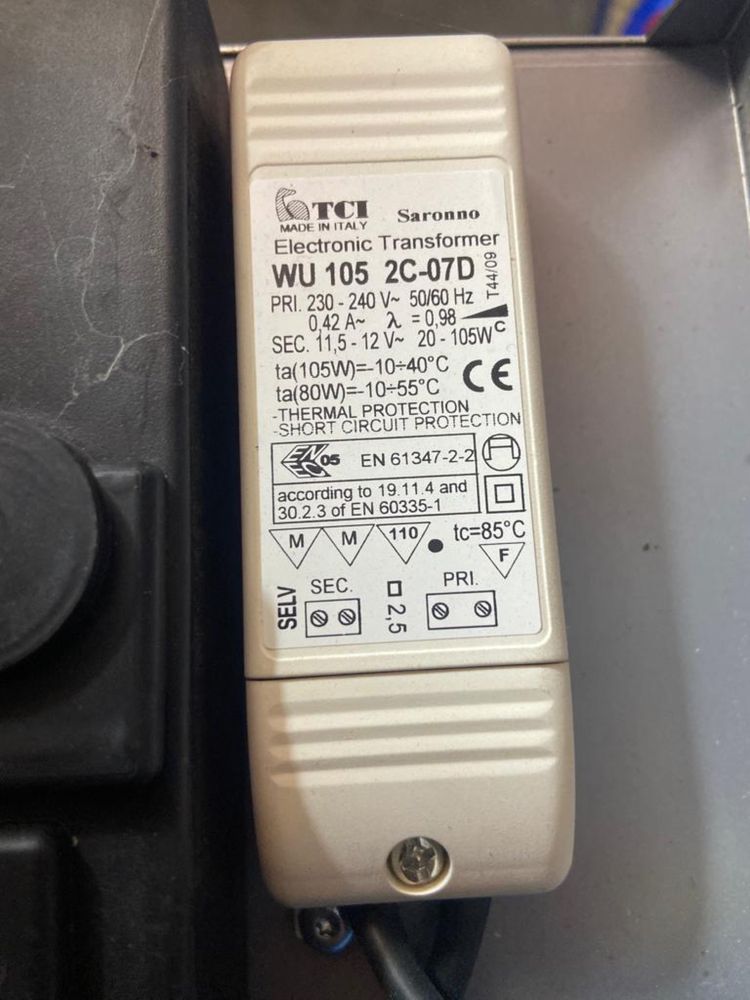 TCI Saronno
MADE IN ITALY
Electronic Transformer
WU 105 2C-07D
T44/09
PRI. 230 - 240 V~ 50/60 Hz
0,42 A~ λ = 0,98 C
SEC. 11,5 - 12 V~ 20 - 105W
ta(105W)=-10÷40°C
ta(80W)=-10÷55°C
CE
-THERMAL PROTECTION
-SHORT CIRCUIT PROTECTION
ENEC 05 EN 61347-2-2
according to 19.11.4 and
30.2.3 of EN 60335-1
M M 110 tc=85°C
F
SELV SEC. 2,5 PRI.